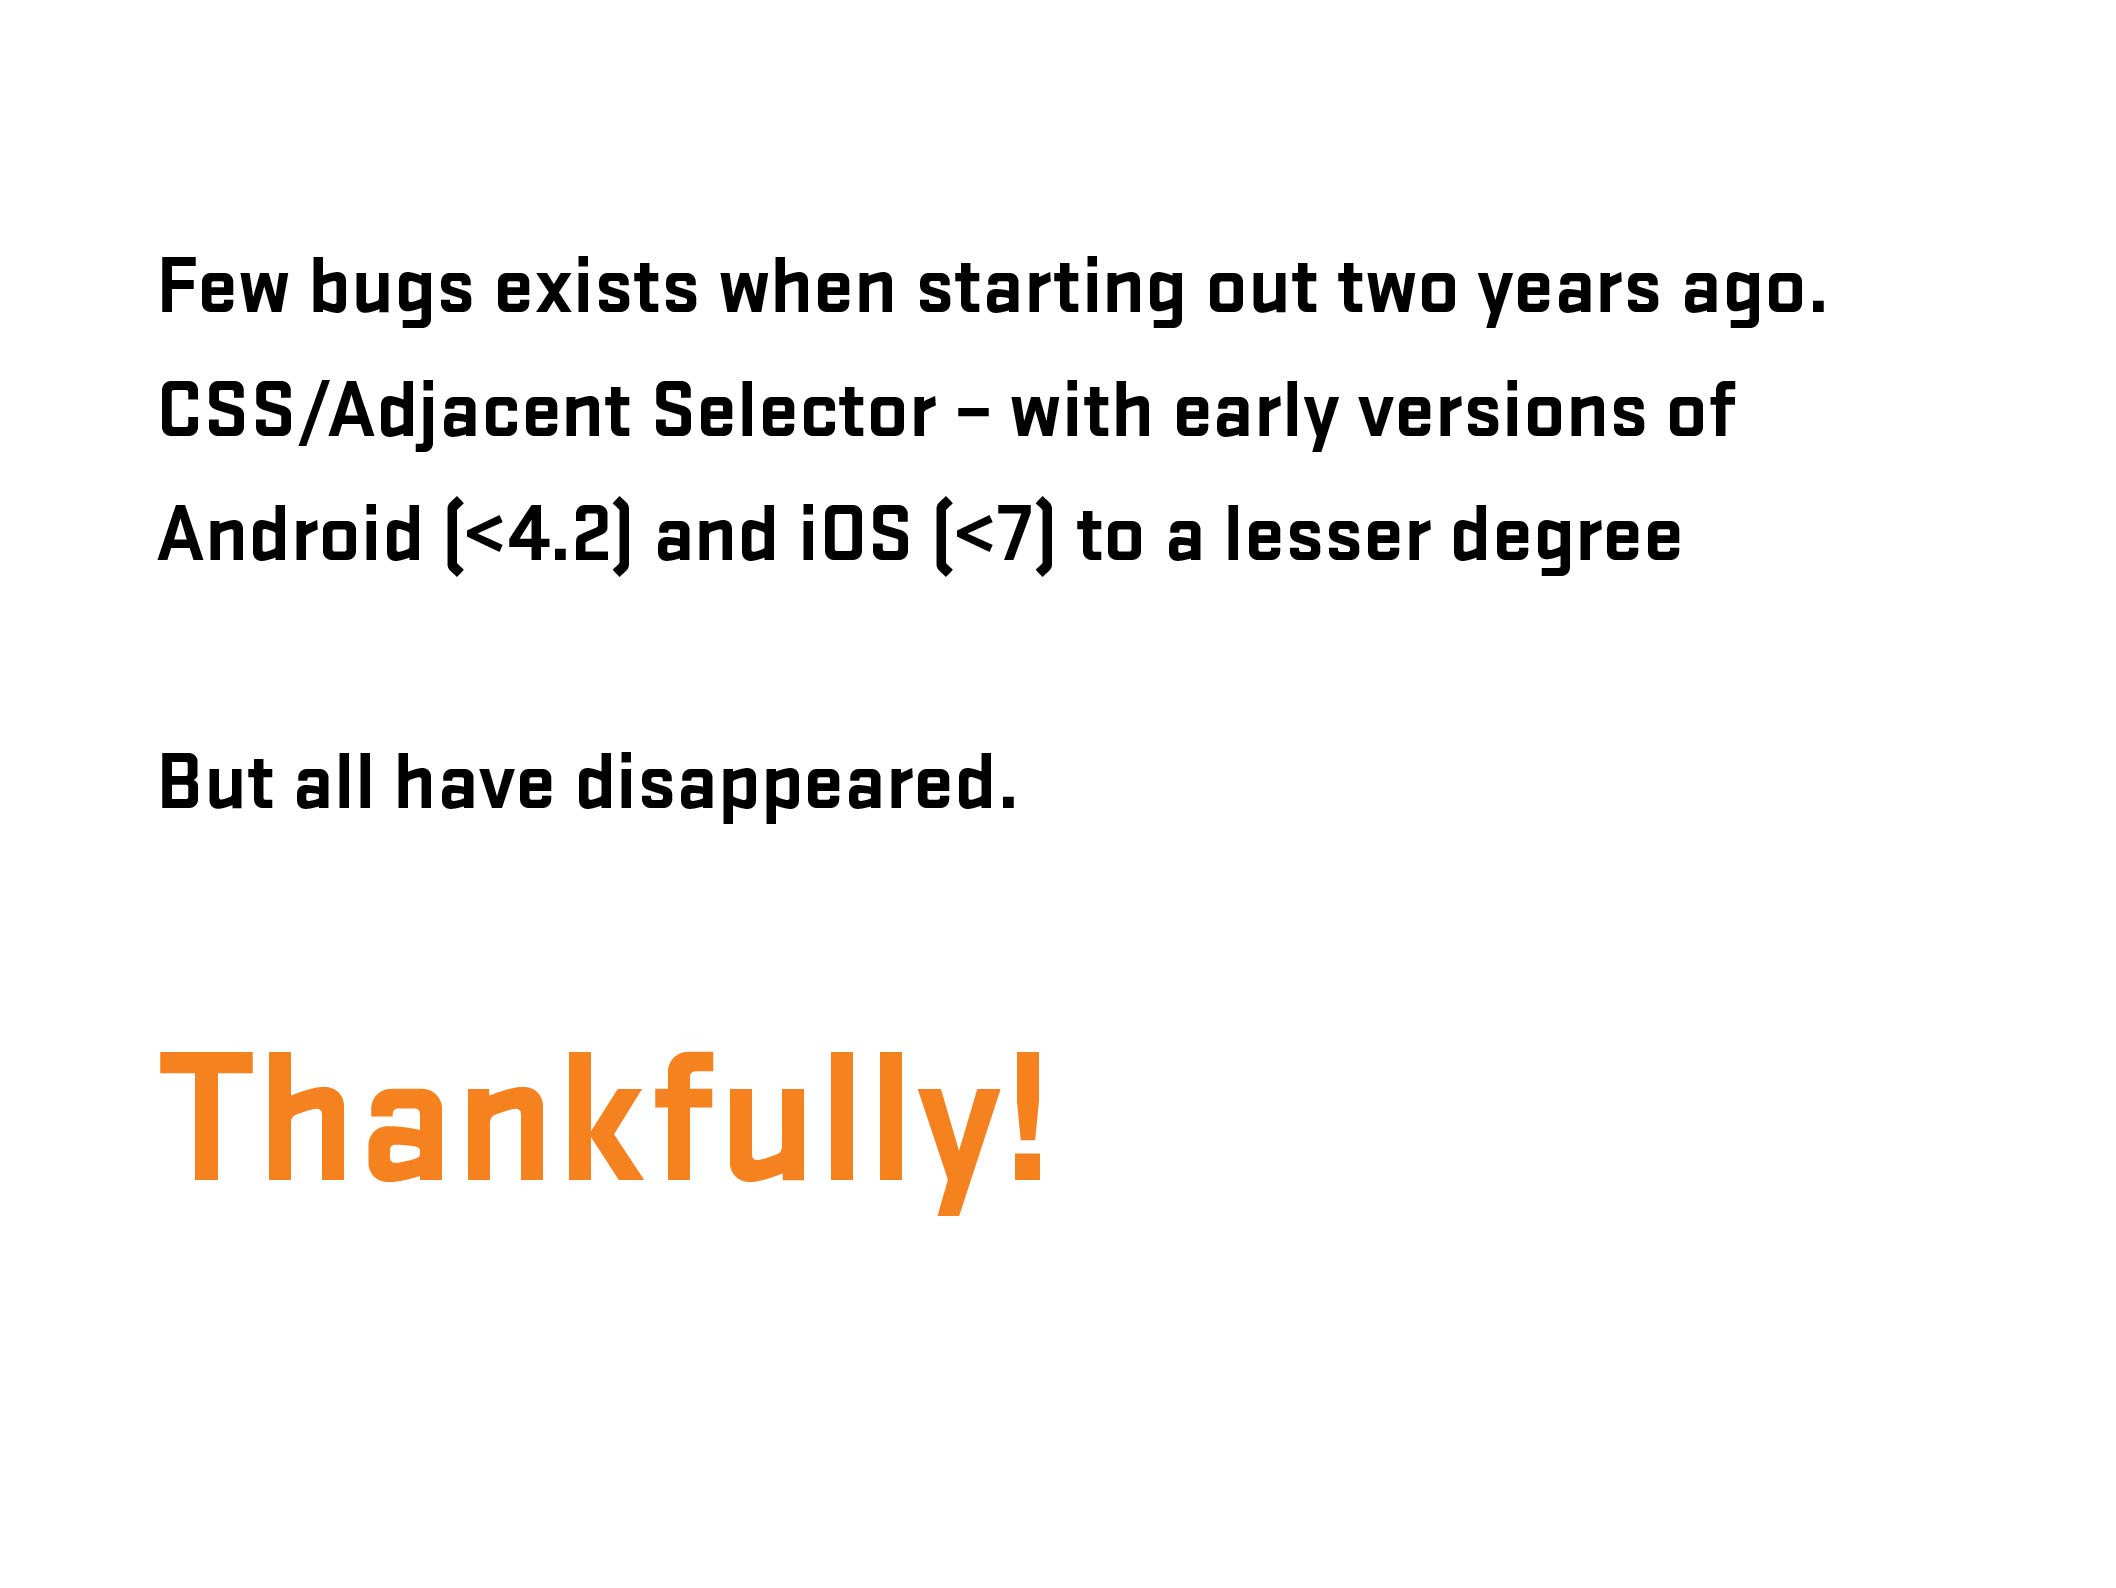 Few bugs exists when starting out two years ago.
CSS/Adjacent Selector – with early versions of
Android (<4.2) and iOS (<7) to a lesser degree
But all have disappeared.
Thankfully!